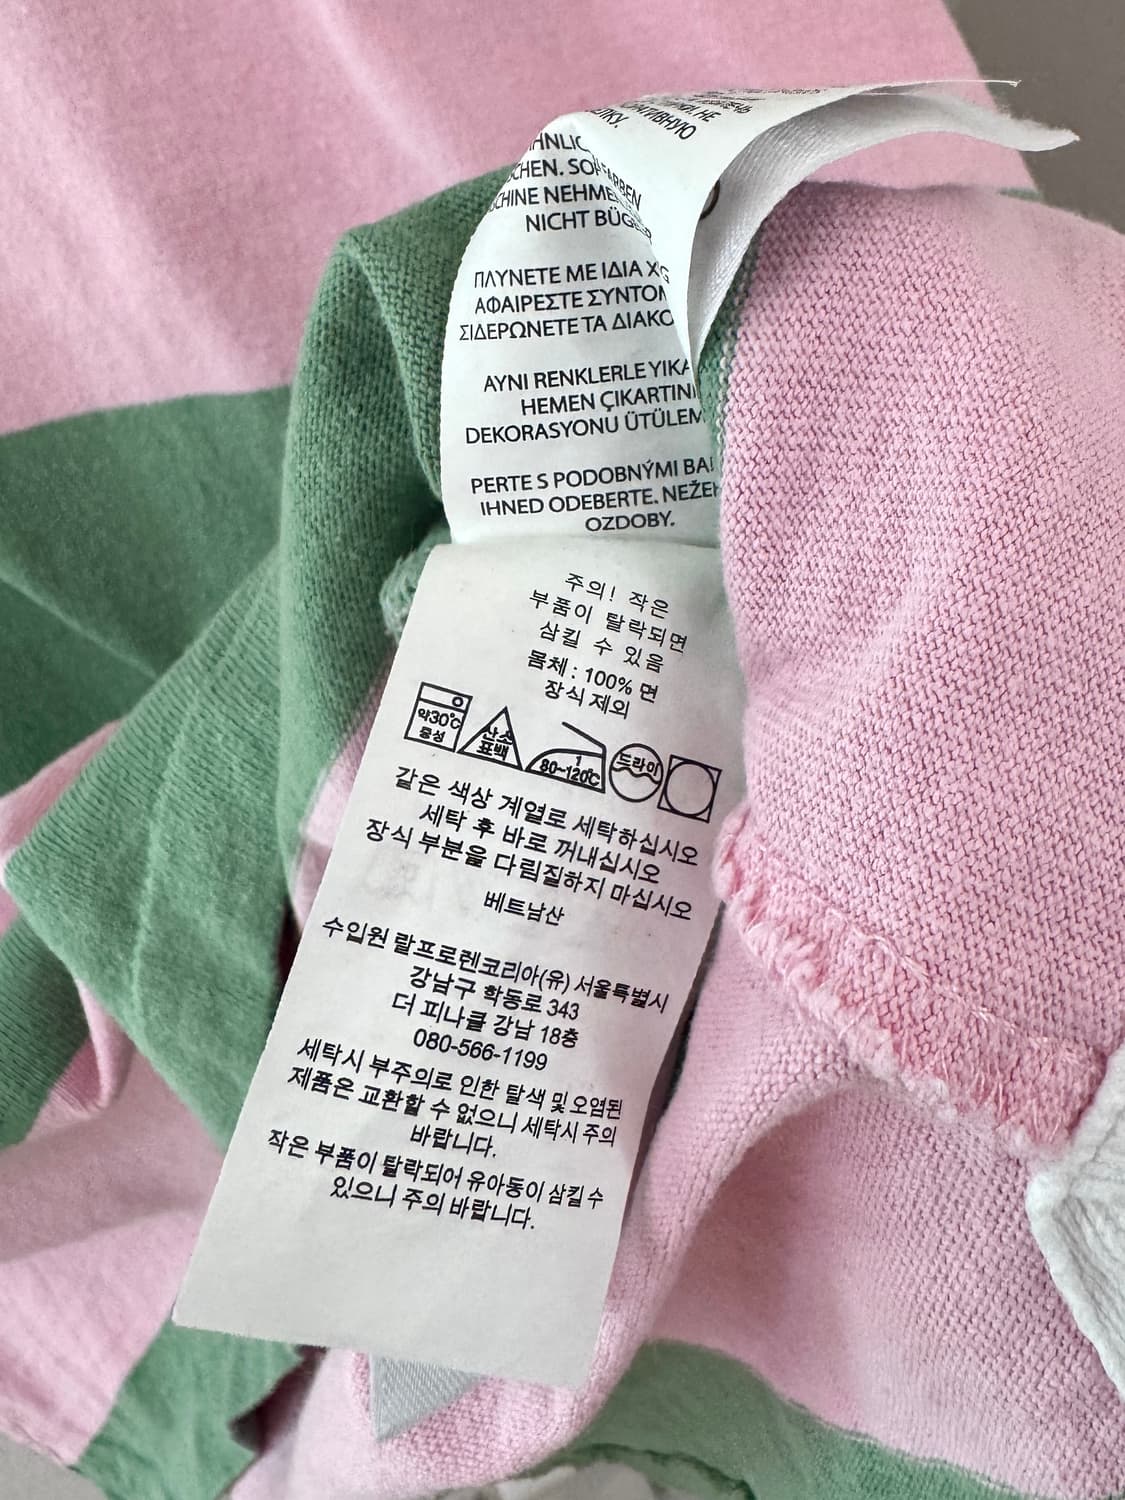 НЕ
ОРАТИВНУЮ
SCHEN. SOF
FARBEN
NICHT
ΠΛΥΝΕΤΕ ΜΕ ΙΔΙΑ
ΑΦΑΙΡΕΣΤΕ
ΣΙΔΕΡΩΝΕΤΕ ΤΑ
AYNI RENKLERLE
HEMEN ÇIKARTIN
DEKORASYONU ÜTÜLEM
PERTE S PODOBNÝMI
IHNED ODEBERTE. NEŽEH
OZDOBY.
주의! 작은
부품이 탈락되면
삼킬 수 있음
몸체 : 100% 면
장식 제외
약30℃
중성
산소
표백
1
80~120℃
드라이
같은 색상 계열로 세탁하십시오
세탁 후 바로 꺼내십시오
장식 부분을 다림질하지 마십시오
베트남산
수입원 랄프로렌코리아(유) 서울특별시
강남구 학동로 343
더 피나클 강남 18층
080-566-1199
세탁시 부주의로 인한 탈색 및 오염된
제품은 교환할 수 없으니 세탁시 주의
바랍니다.
작은 부품이 탈락되어 유아동이 삼킬 수
있으니 주의 바랍니다.